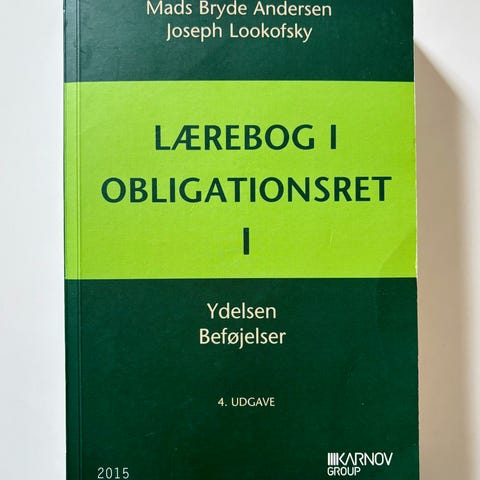 Mads Bryde Andersen
Joseph Lookofsky
LÆREBOG I
OBLIGATIONSRET
I
Ydelsen
Beføjelser
4. UDGAVE
2015
KARNOV
GROUP